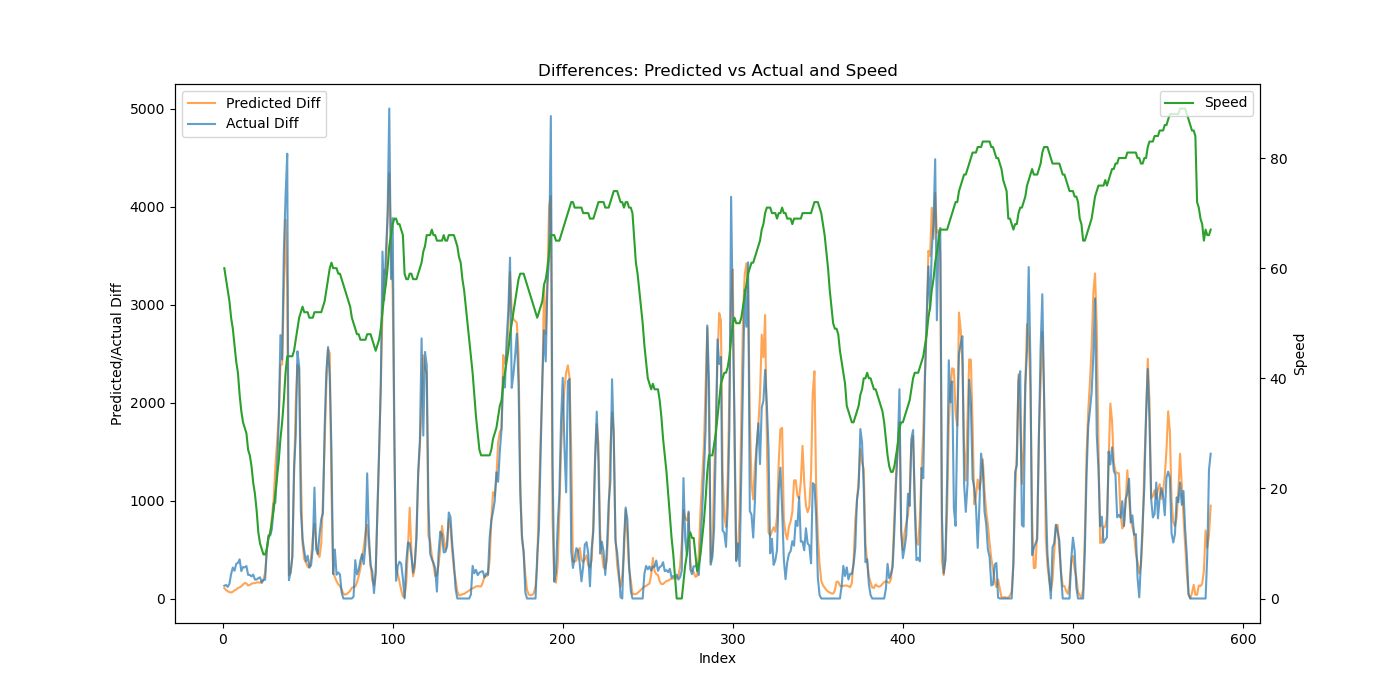 Differences: Predicted vs Actual and Speed
Predicted Diff
Actual Diff
Speed
5000
4000
3000
2000
1000
0
Predicted/Actual Diff
80
60
40
20
0
Speed
0
100
200
300
400
500
600
Index